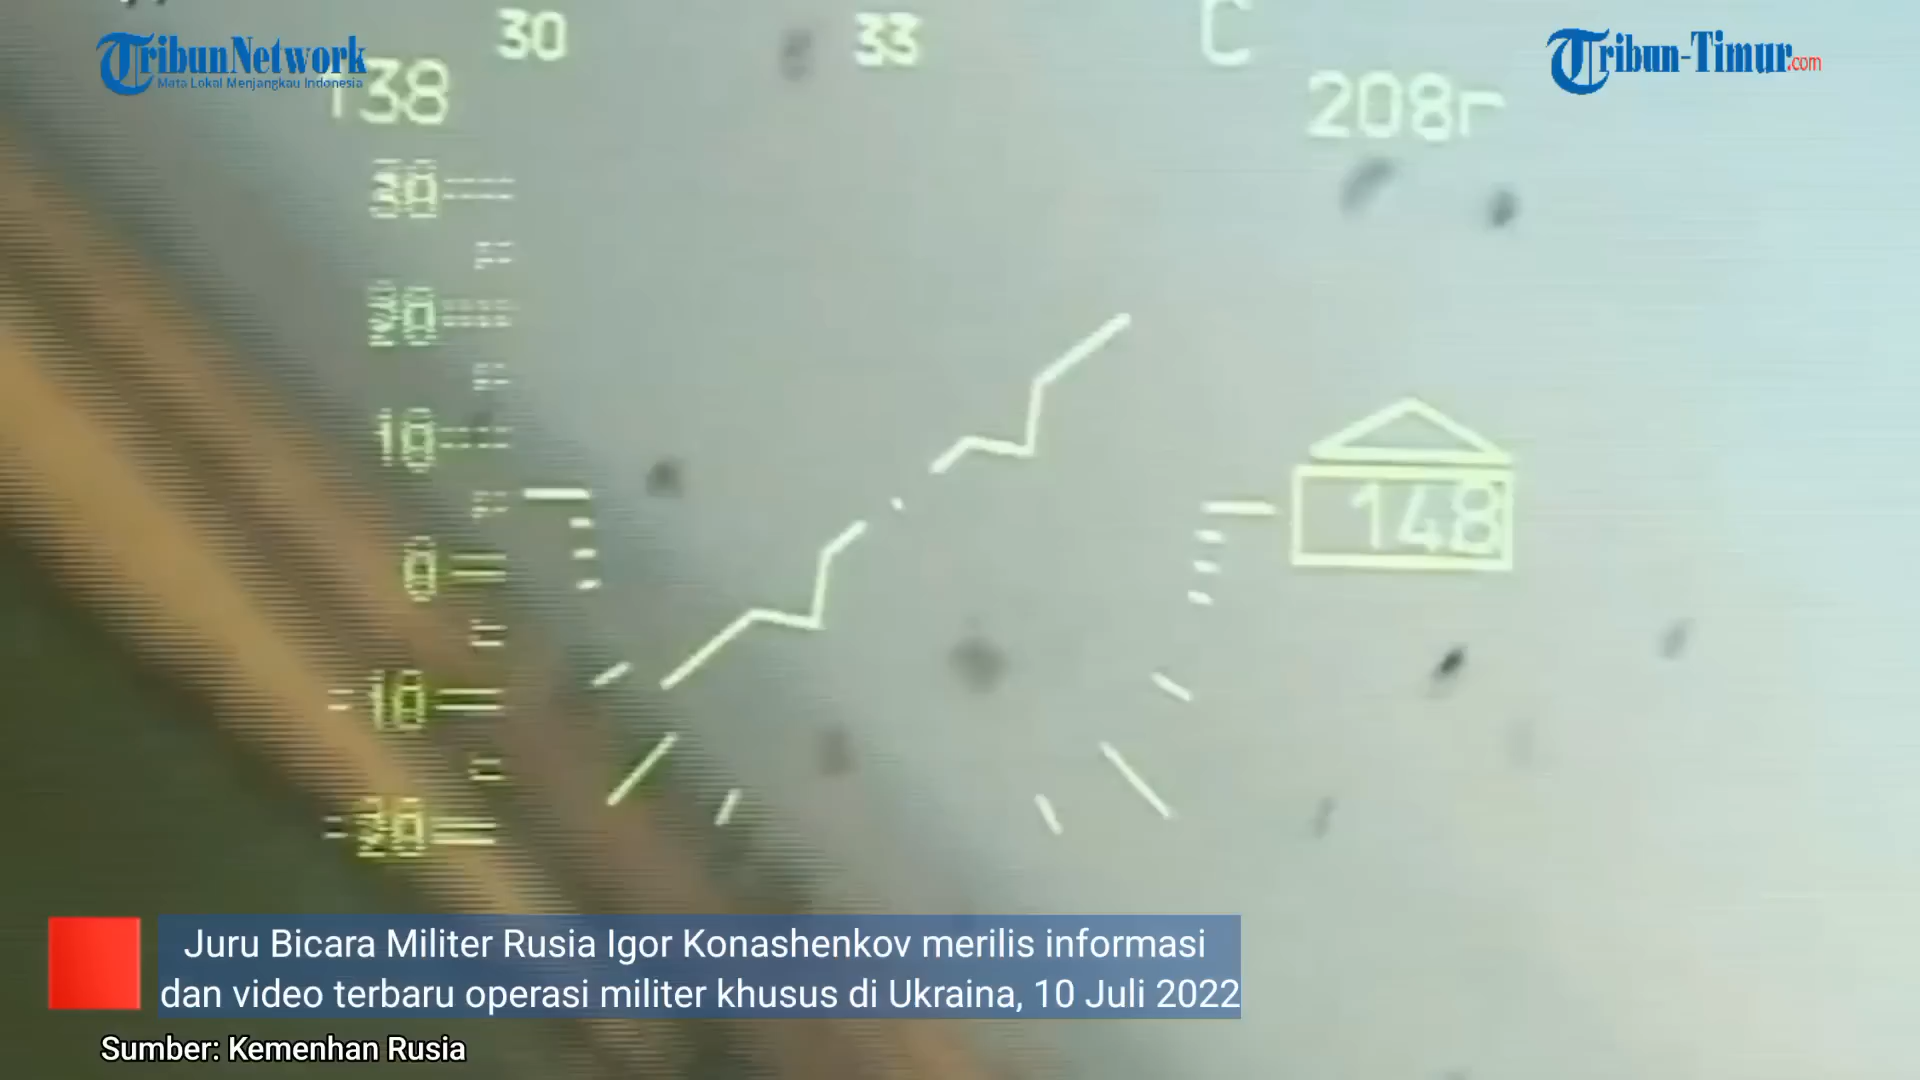 30
33
C
TribunNetwork
Mata Lokal Menjangkau Indonesia
138
208г
Tribun-Timur.com
30
20
10
148
0
-10
-20
Juru Bicara Militer Rusia Igor Konashenkov merilis informasi
dan video terbaru operasi militer khusus di Ukraina, 10 Juli 2022
Sumber: Kemenhan Rusia